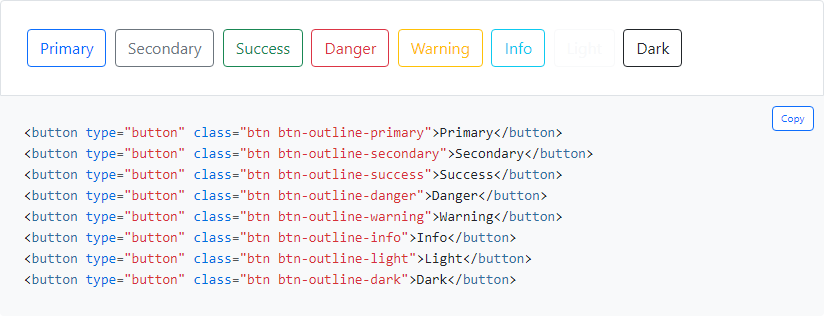 Primary Secondary Success Danger Warning Info Light Dark
Copy
<button type="button" class="btn btn-outline-primary">Primary</button>
<button type="button" class="btn btn-outline-secondary">Secondary</button>
<button type="button" class="btn btn-outline-success">Success</button>
<button type="button" class="btn btn-outline-danger">Danger</button>
<button type="button" class="btn btn-outline-warning">Warning</button>
<button type="button" class="btn btn-outline-info">Info</button>
<button type="button" class="btn btn-outline-light">Light</button>
<button type="button" class="btn btn-outline-dark">Dark</button>